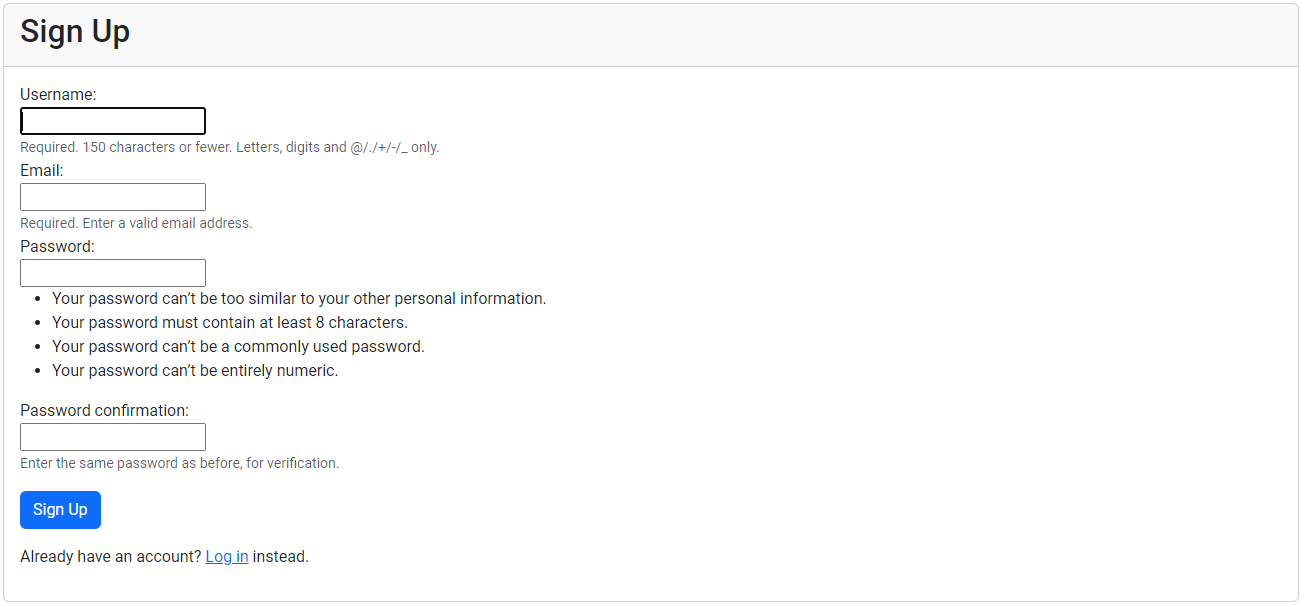 Sign Up
Username:
Required. 150 characters or fewer. Letters, digits and @/./+/-/_ only.
Email:
Required. Enter a valid email address.
Password:
• Your password can’t be too similar to your other personal information.
• Your password must contain at least 8 characters.
• Your password can’t be a commonly used password.
• Your password can’t be entirely numeric.
Password confirmation:
Enter the same password as before, for verification.
Sign Up
Already have an account? Log in instead.